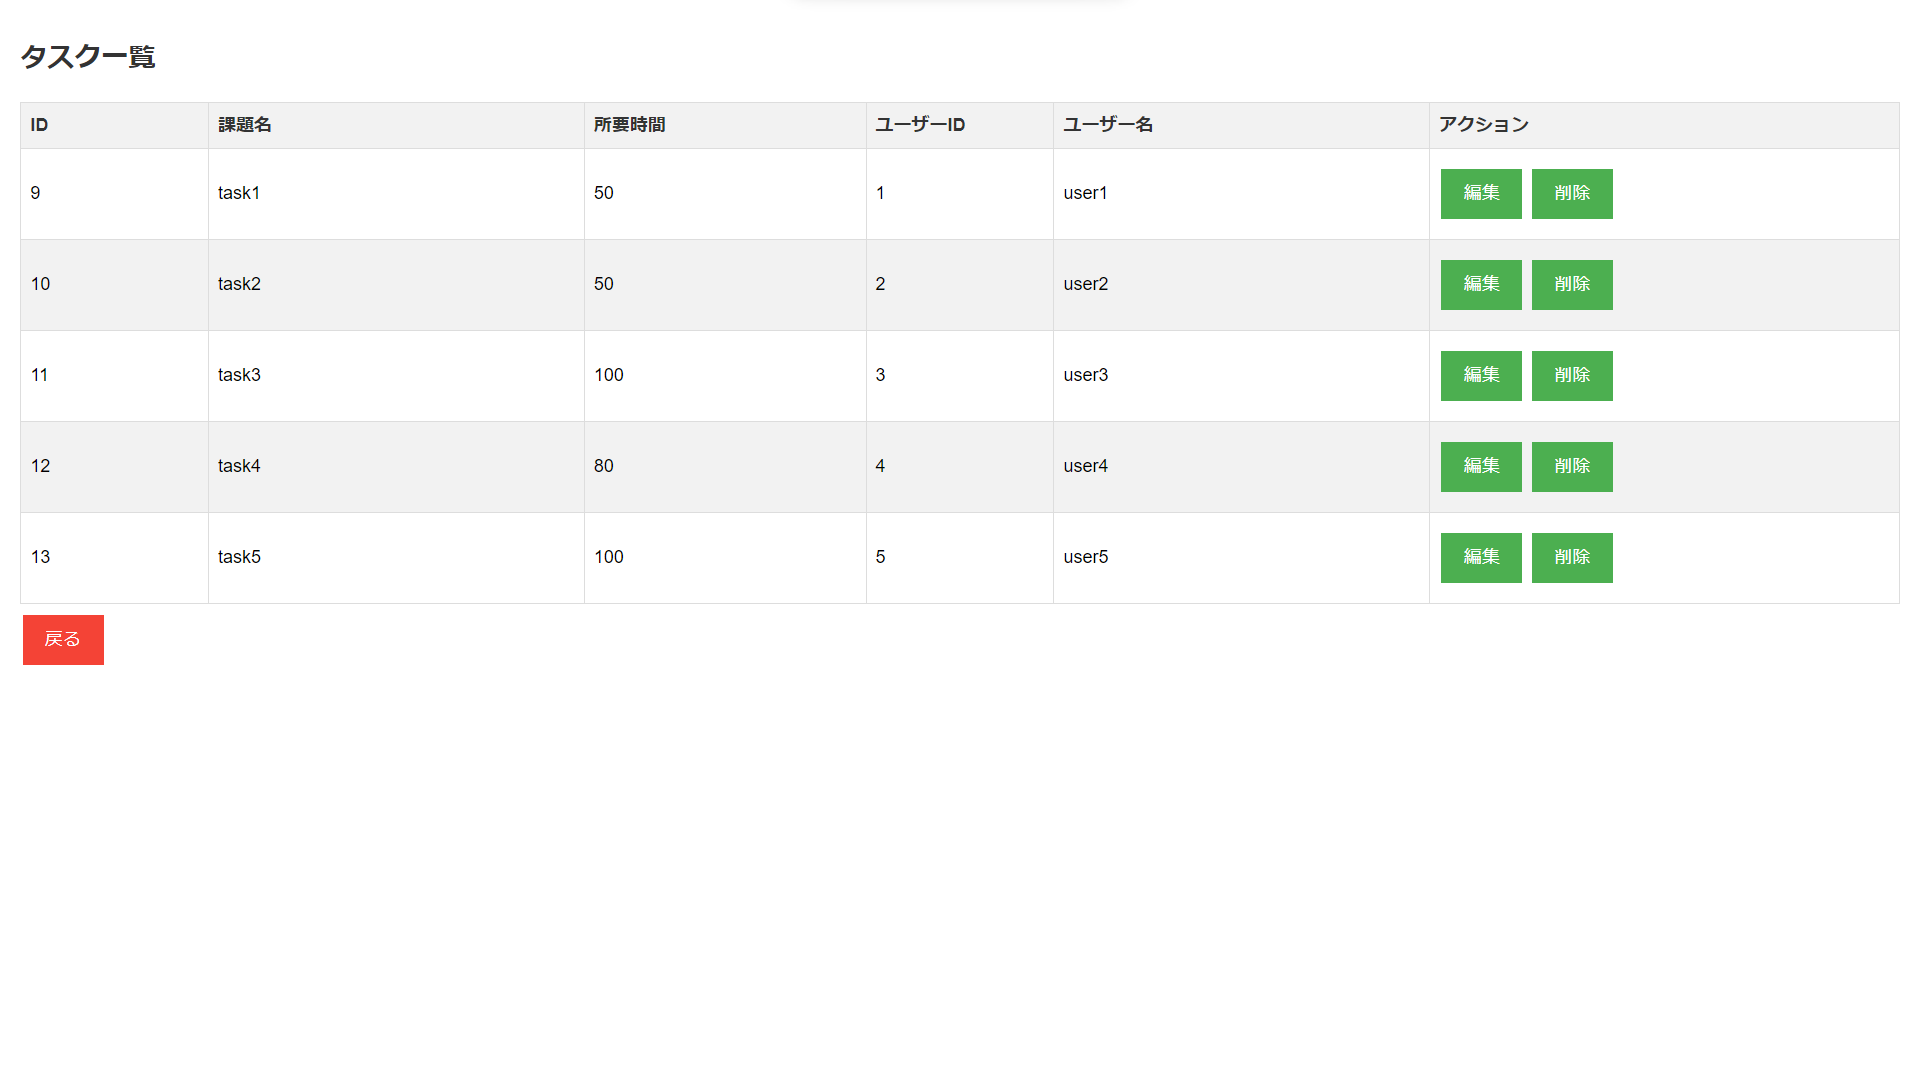 タスク一覧
ID 課題名 所要時間 ユーザーID ユーザー名 アクション
9 task1 50 1 user1 編集 削除
10 task2 50 2 user2 編集 削除
11 task3 100 3 user3 編集 削除
12 task4 80 4 user4 編集 削除
13 task5 100 5 user5 編集 削除
戻る